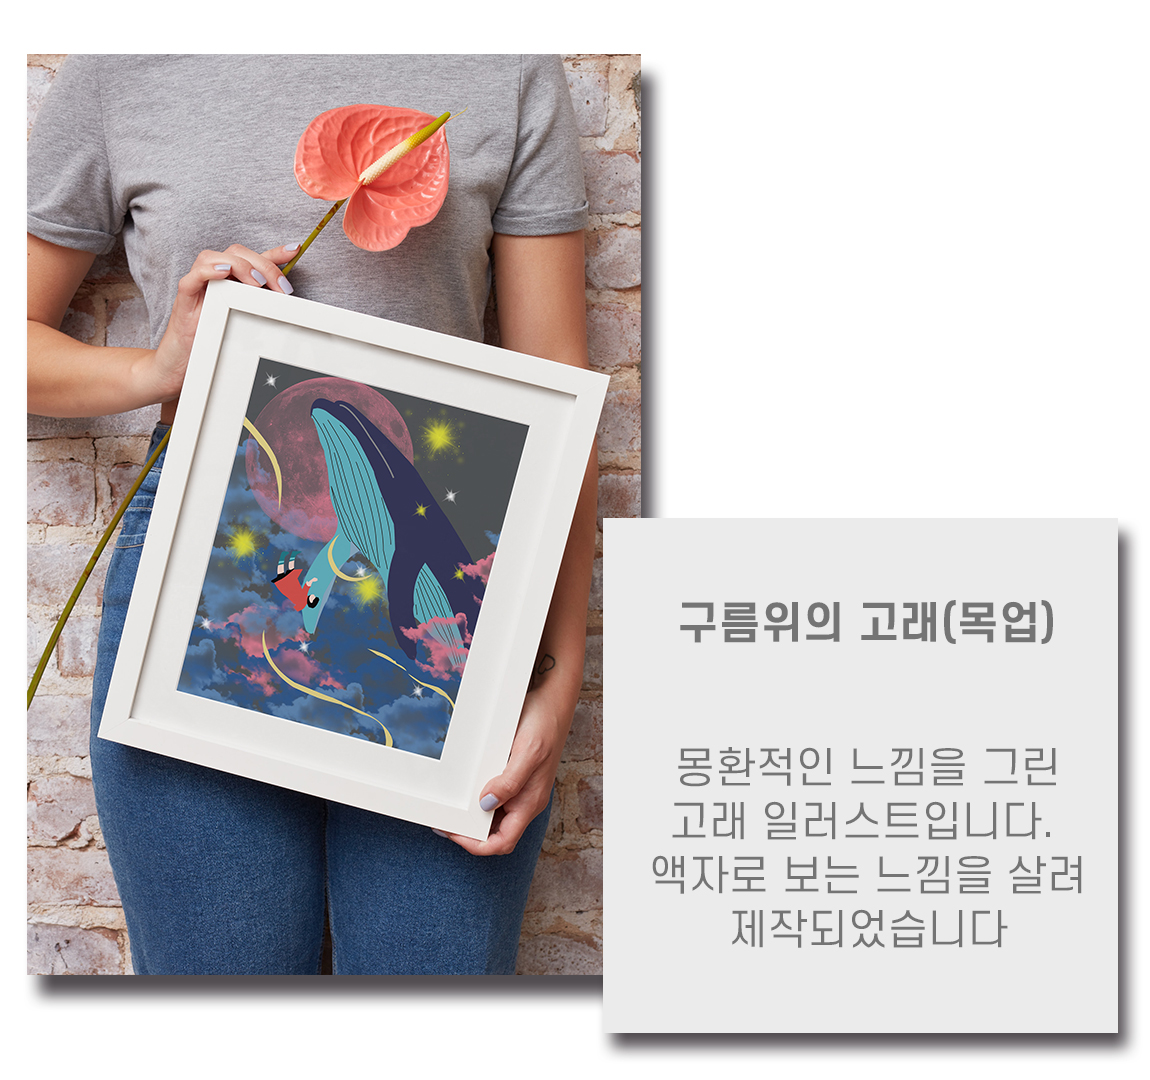 구름위의 고래(목업)
몽환적인 느낌을 그린
고래 일러스트입니다.
액자로 보는 느낌을 살려
제작되었습니다